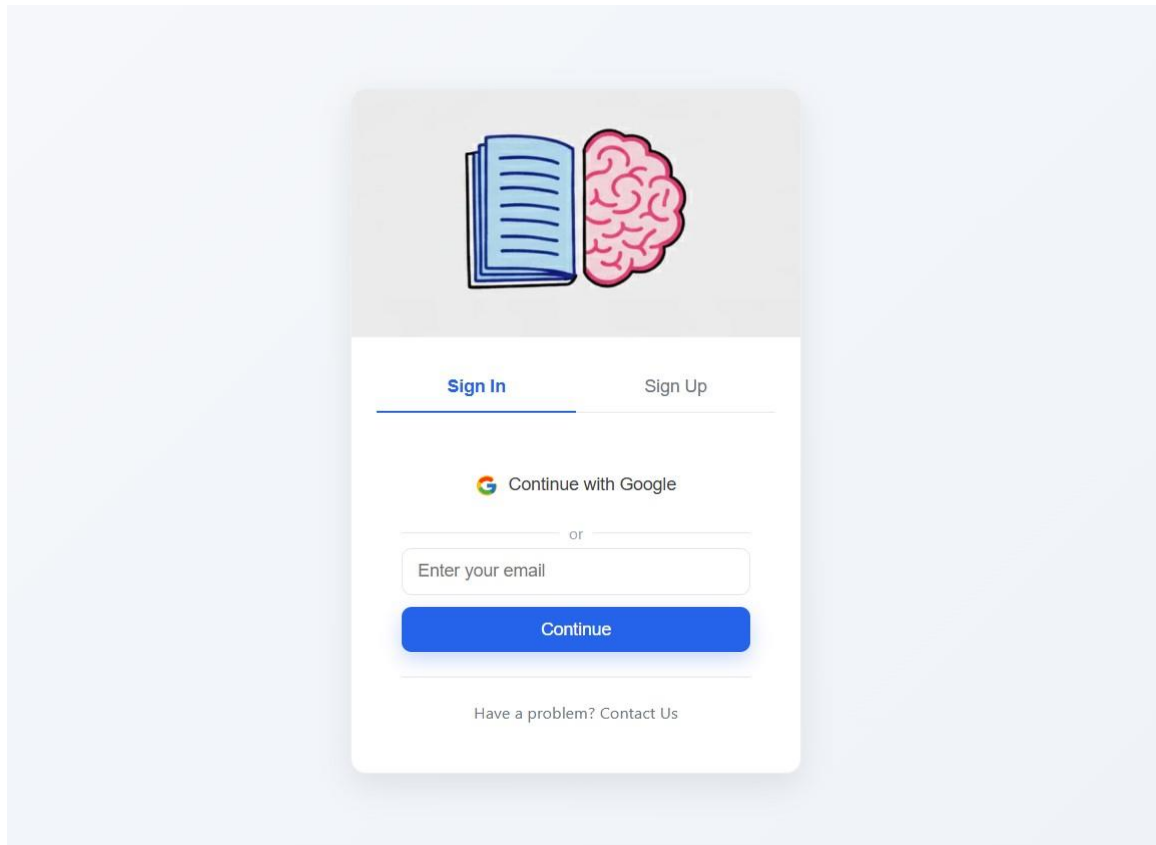 Sign In
Sign Up
Continue with Google
or
Enter your email
Continue
Have a problem? Contact Us